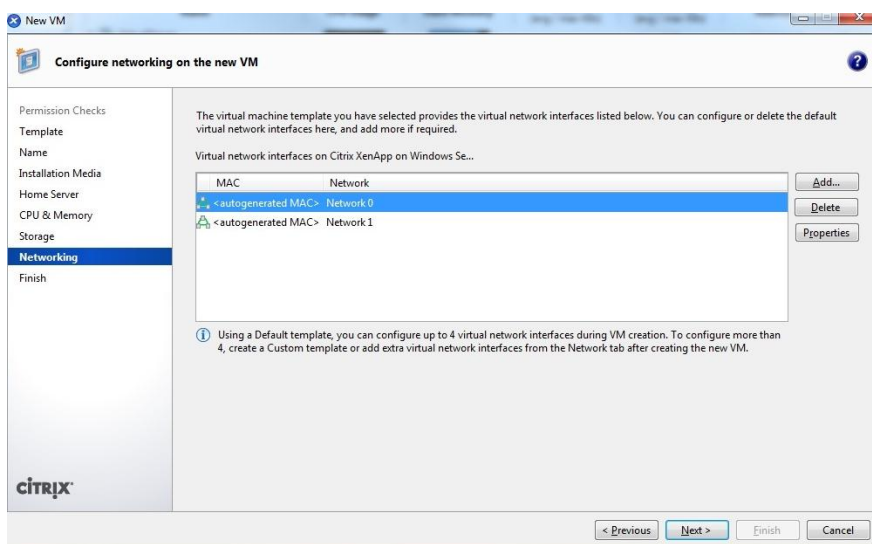 New VM
Configure networking on the new VM
Permission Checks
Template
Name
Installation Media
Home Server
CPU & Memory
Storage
Networking
Finish
The virtual machine template you have selected provides the virtual network interfaces listed below. You can configure or delete the default
virtual network interfaces here, and add more if required.
Virtual network interfaces on Citrix XenApp on Windows Se...
MAC Network
<autogenerated MAC> Network 0
<autogenerated MAC> Network 1
Add...
Delete
Properties
Using a Default template, you can configure up to 4 virtual network interfaces during VM creation. To configure more than
4, create a Custom template or add extra virtual network interfaces from the Network tab after creating the new VM.
CITRIX
< Previous Next > Finish Cancel